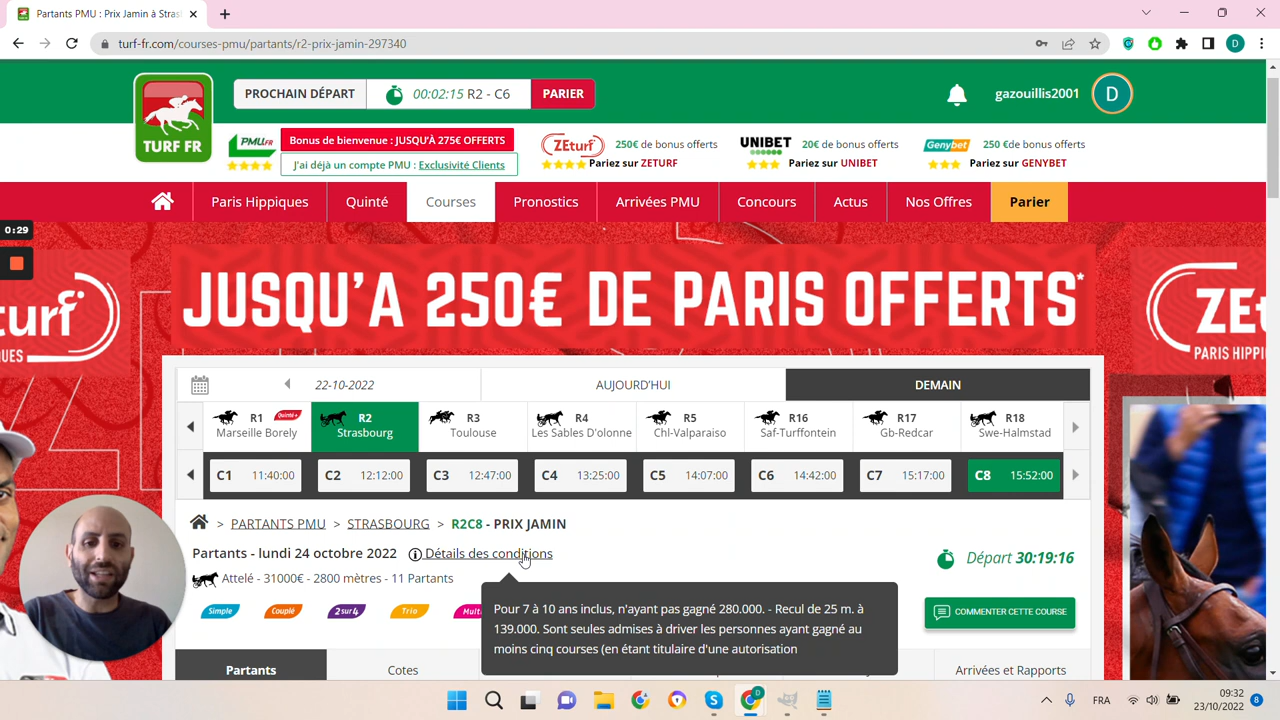 Partants PMU : Prix Jamin à Stras
turf-fr.com/courses-pmu/partants/r2-prix-jamin-297340
D
TURF FR
PROCHAIN DÉPART
00:02:15 R2 - C6
PARIER
gazouillis2001
D
PMU.FR
Bonus de bienvenue : JUSQU'À 275€ OFFERTS
J'ai déjà un compte PMU : Exclusivité Clients
ZEturf
250€ de bonus offerts
Pariez sur ZETURF
UNIBET
20€ de bonus offerts
Pariez sur UNIBET
Genybet
250 €de bonus offerts
Pariez sur GENYBET
Paris Hippiques
Quinté
Courses
Pronostics
Arrivées PMU
Concours
Actus
Nos Offres
Parier
0:29
turf
QUES
JUSQU'A 250€ DE PARIS OFFERTS*
ZE
PARIS HIPPI
22-10-2022
AUJOURD'HUI
DEMAIN
R1 Quinté+
Marseille Borely
R2
Strasbourg
R3
Toulouse
R4
Les Sables D'olonne
R5
Chl-Valparaiso
R16
Saf-Turffontein
R17
Gb-Redcar
R18
Swe-Halmstad
C1 11:40:00
C2 12:12:00
C3 12:47:00
C4 13:25:00
C5 14:07:00
C6 14:42:00
C7 15:17:00
C8 15:52:00
> PARTANTS PMU > STRASBOURG > R2C8 - PRIX JAMIN
Partants - lundi 24 octobre 2022 Détails des conditions
Départ 30:19:16
Attelé - 31000€ - 2800 mètres - 11 Partants
Simple
Couplé
2sur4
Trio
Mult
Pour 7 à 10 ans inclus, n'ayant pas gagné 280.000. - Recul de 25 m. à
139.000. Sont seules admises à driver les personnes ayant gagné au
moins cinq courses (en étant titulaire d'une autorisation
COMMENTER CETTE COURSE
Partants
Cotes
Arrivées et Rapports
FRA
09:32
23/10/2022
8